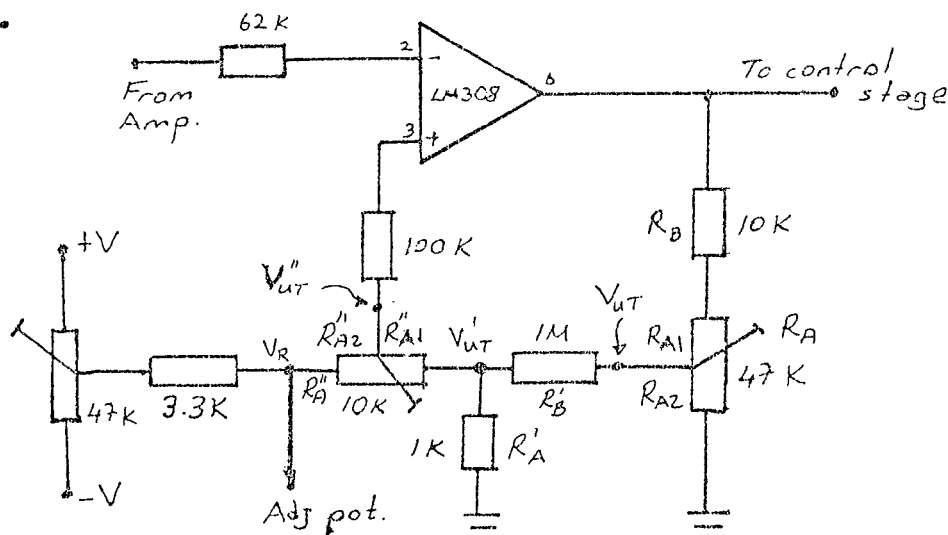 62K
2
-
LM308
6
To control
stage
From
Amp.
3
+
100K
R_B
10K
+V
V''_UT
V_UT
R''_A2
R''_A1
V'_UT
1M
R_A1
R_A
V_R
R''_A
10K
R'_B
R_A2
47K
47K
3.3K
1K
R'_A
-V
Adj pot.